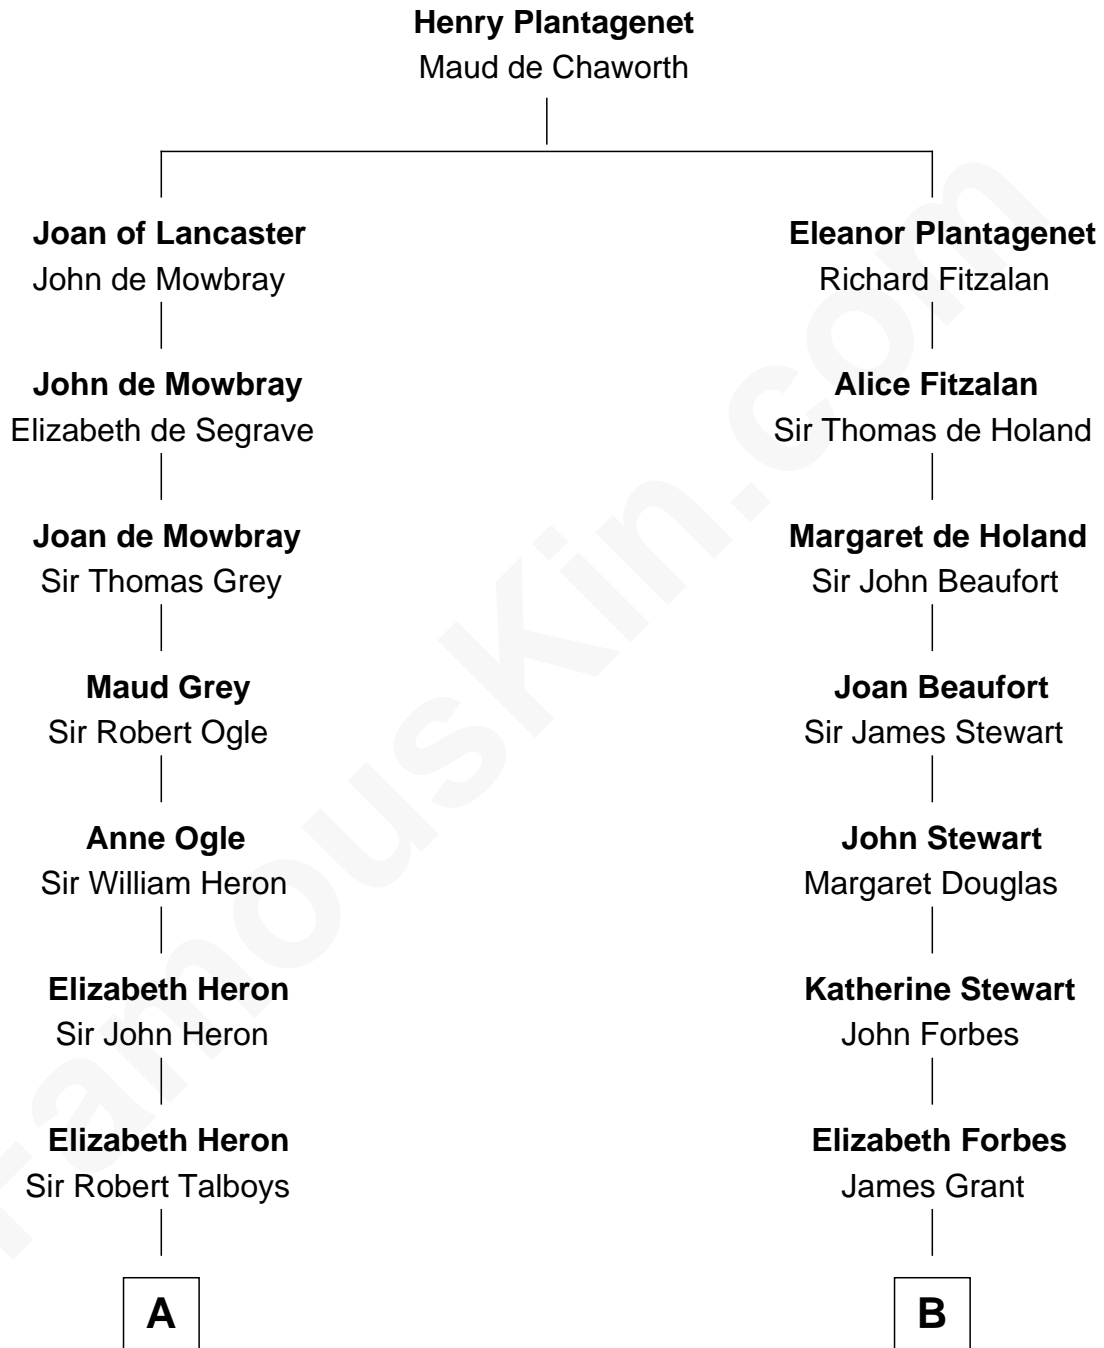 Henry Plantagenet
Maud de Chaworth
Joan of Lancaster
John de Mowbray
Eleanor Plantagenet
Richard Fitzalan
John de Mowbray
Elizabeth de Segrave
Alice Fitzalan
Sir Thomas de Holand
Joan de Mowbray
Sir Thomas Grey
Margaret de Holand
Sir John Beaufort
Maud Grey
Sir Robert Ogle
Joan Beaufort
Sir James Stewart
Anne Ogle
Sir William Heron
John Stewart
Margaret Douglas
Elizabeth Heron
Sir John Heron
Katherine Stewart
John Forbes
Elizabeth Heron
Sir Robert Talboys
Elizabeth Forbes
James Grant
A
B
FamousKin.com